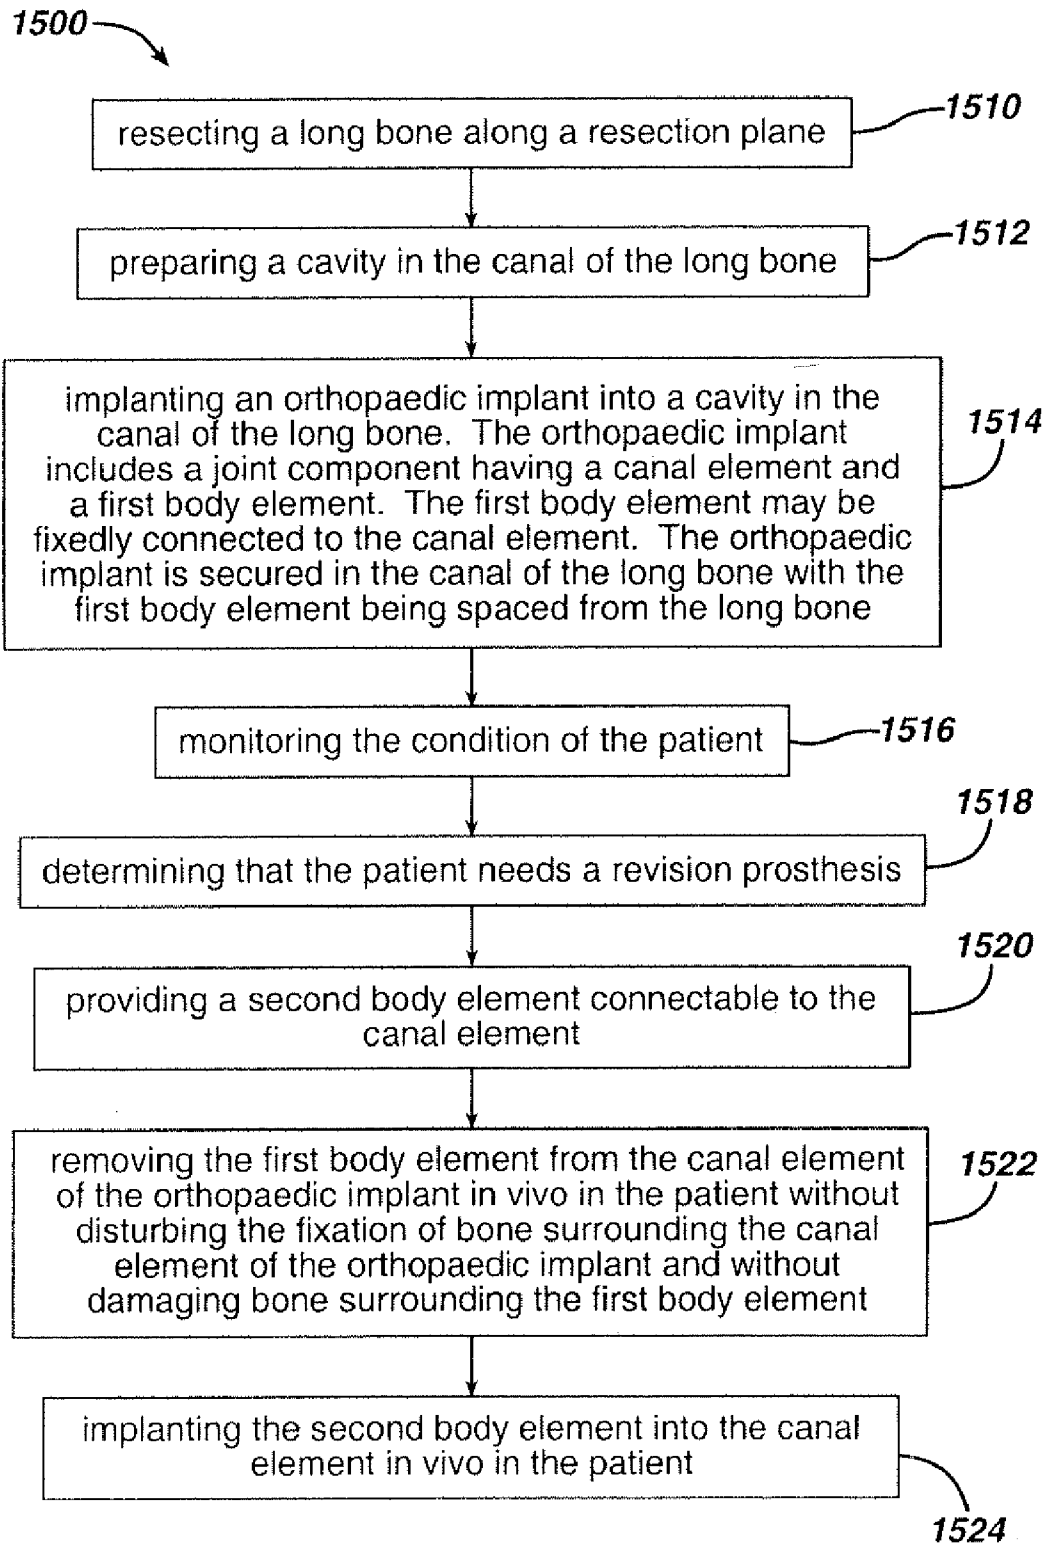 1500
resecting a long bone along a resection plane
1510
preparing a cavity in the canal of the long bone
1512
implanting an orthopaedic implant into a cavity in the
canal of the long bone. The orthopaedic implant
includes a joint component having a canal element and
a first body element. The first body element may be
fixedly connected to the canal element. The orthopaedic
implant is secured in the canal of the long bone with the
first body element being spaced from the long bone
1514
monitoring the condition of the patient
1516
determining that the patient needs a revision prosthesis
1518
providing a second body element connectable to the
canal element
1520
removing the first body element from the canal element
of the orthopaedic implant in vivo in the patient without
disturbing the fixation of bone surrounding the canal
element of the orthopaedic implant and without
damaging bone surrounding the first body element
1522
implanting the second body element into the canal
element in vivo in the patient
1524